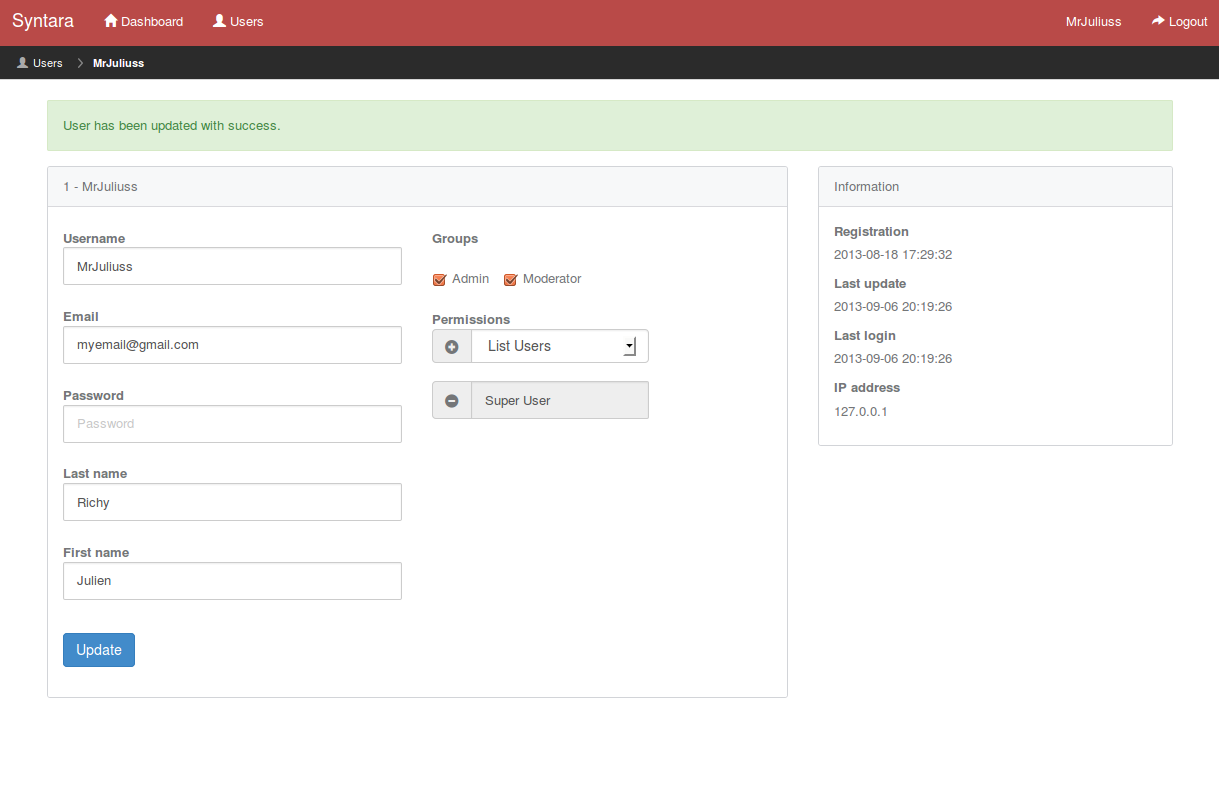 Syntara Dashboard Users MrJuliuss Logout
Users MrJuliuss
User has been updated with success.
1 - MrJuliuss
Username
MrJuliuss
Email
myemail@gmail.com
Password
Password
Last name
Richy
First name
Julien
Update
Groups
Admin Moderator
Permissions
List Users
Super User
Information
Registration
2013-08-18 17:29:32
Last update
2013-09-06 20:19:26
Last login
2013-09-06 20:19:26
IP address
127.0.0.1